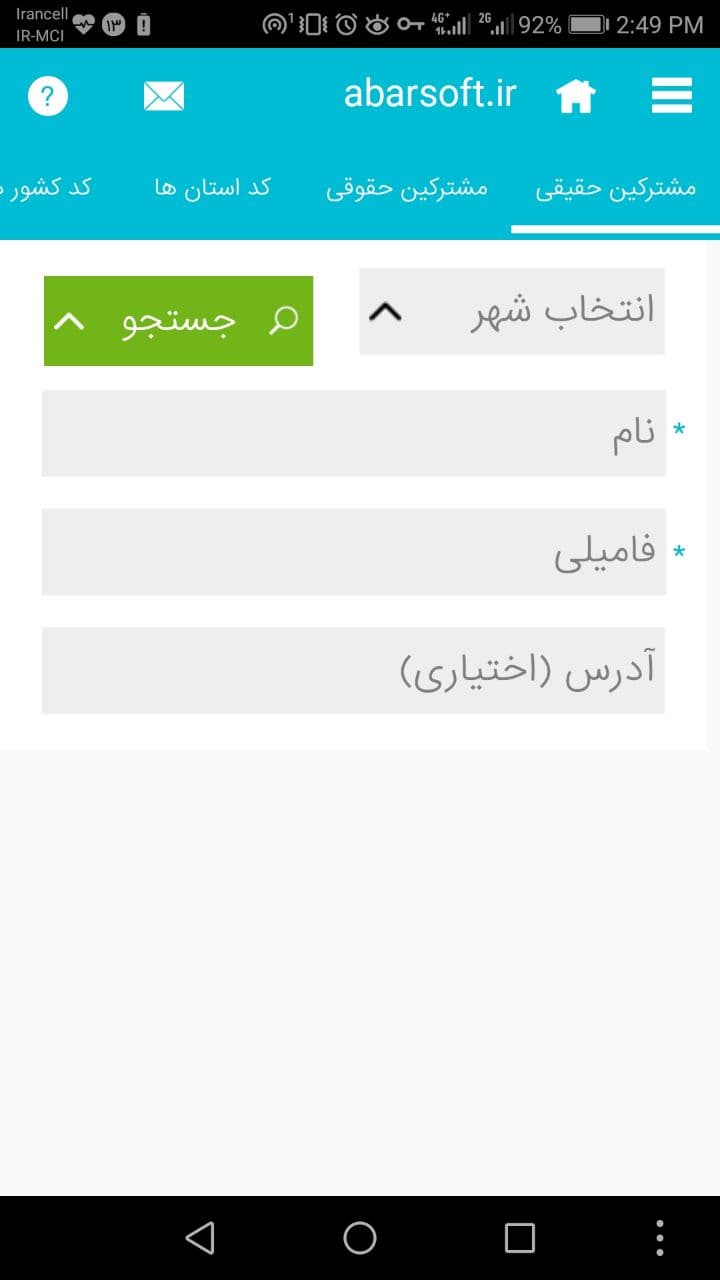 Irancell
IR-MCI
۱۳
1
4G+
2G
92%
2:49 PM
?
abarsoft.ir
مشترکین حقیقی
مشترکین حقوقی
کد استان ها
کد کشور
انتخاب شهر
جستجو
* نام
* فامیلی
آدرس (اختیاری)